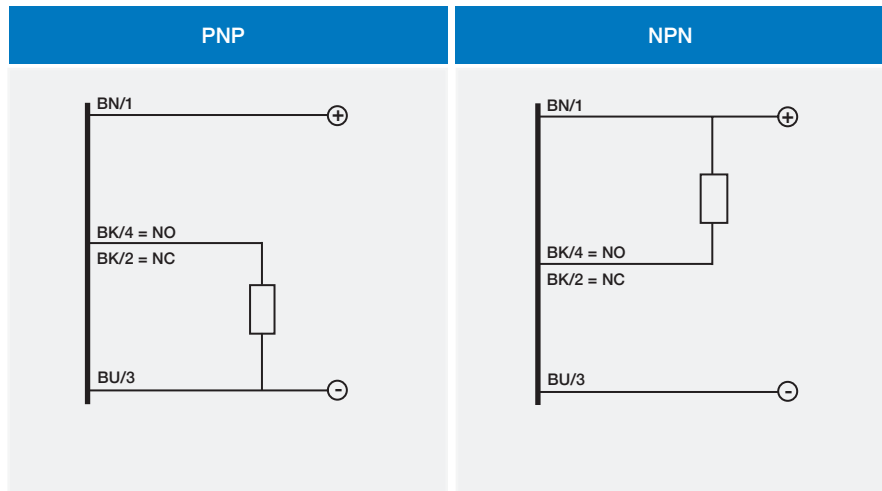 PNP
BN/1
+
BK/4 = NO
BK/2 = NC
BU/3
-
NPN
BN/1
+
BK/4 = NO
BK/2 = NC
BU/3
-